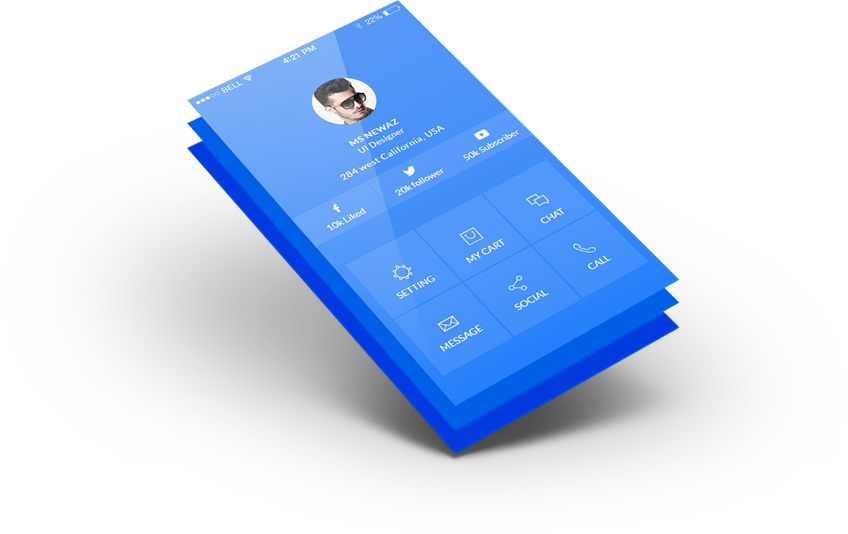 BELL
4:21 PM
22%
MS NEWAZ
UI Designer
284 west California, USA
10k Liked
20k follower
50k Subscriber
SETTING
MY CART
CHAT
MESSAGE
SOCIAL
CALL